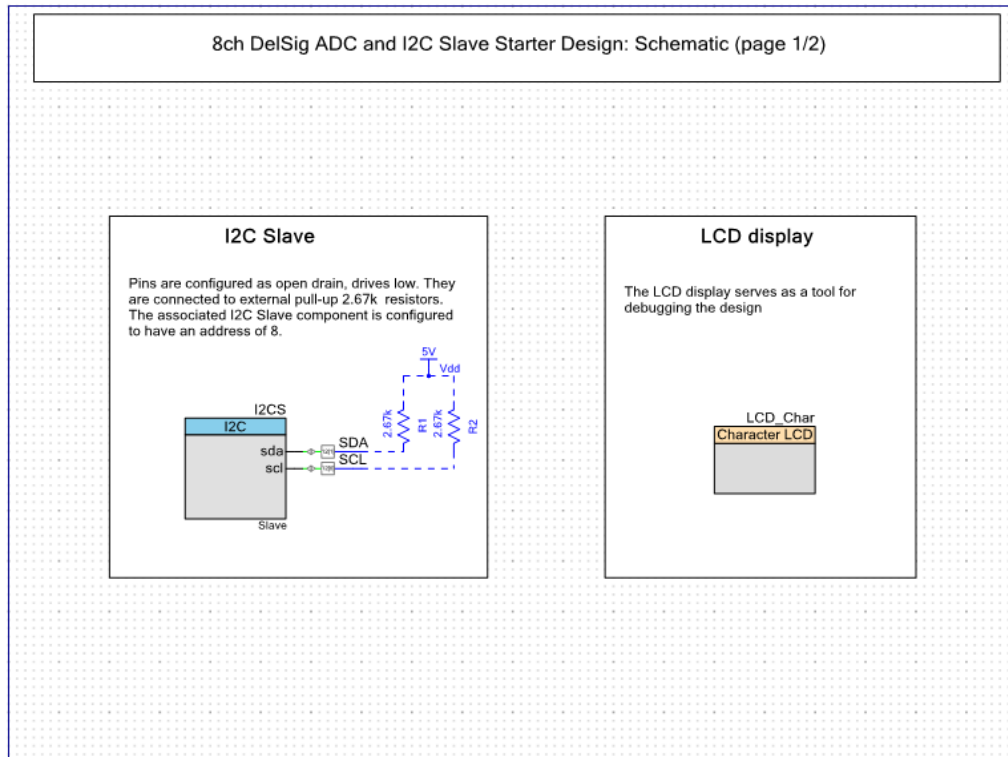 8ch DelSig ADC and I2C Slave Starter Design: Schematic (page 1/2)
I2C Slave
Pins are configured as open drain, drives low. They
are connected to external pull-up 2.67k resistors.
The associated I2C Slave component is configured
to have an address of 8.
5V
Vdd
2.67k
R1
2.67k
R2
I2CS
I2C
sda
SDA
scl
SCL
Slave
LCD display
The LCD display serves as a tool for
debugging the design
LCD_Char
Character LCD